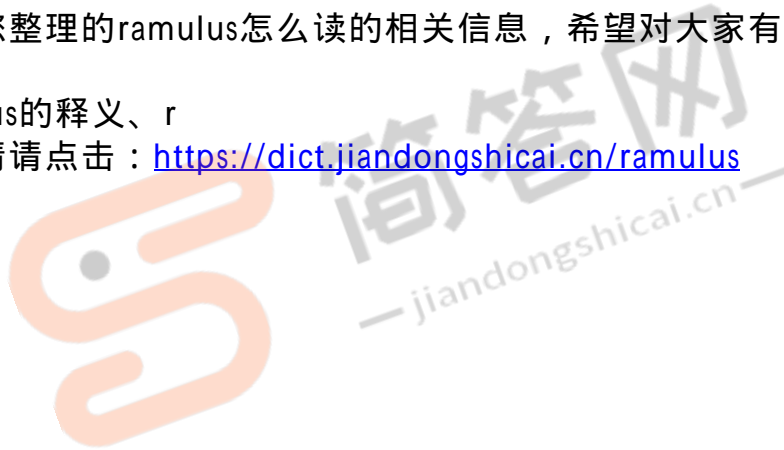 整理的ramulus怎么读的相关信息，希望对大家有
us的释义、r
请点击：https://dict.jiandongshicai.cn/ramulus
简答网
jiandongshicai.cn